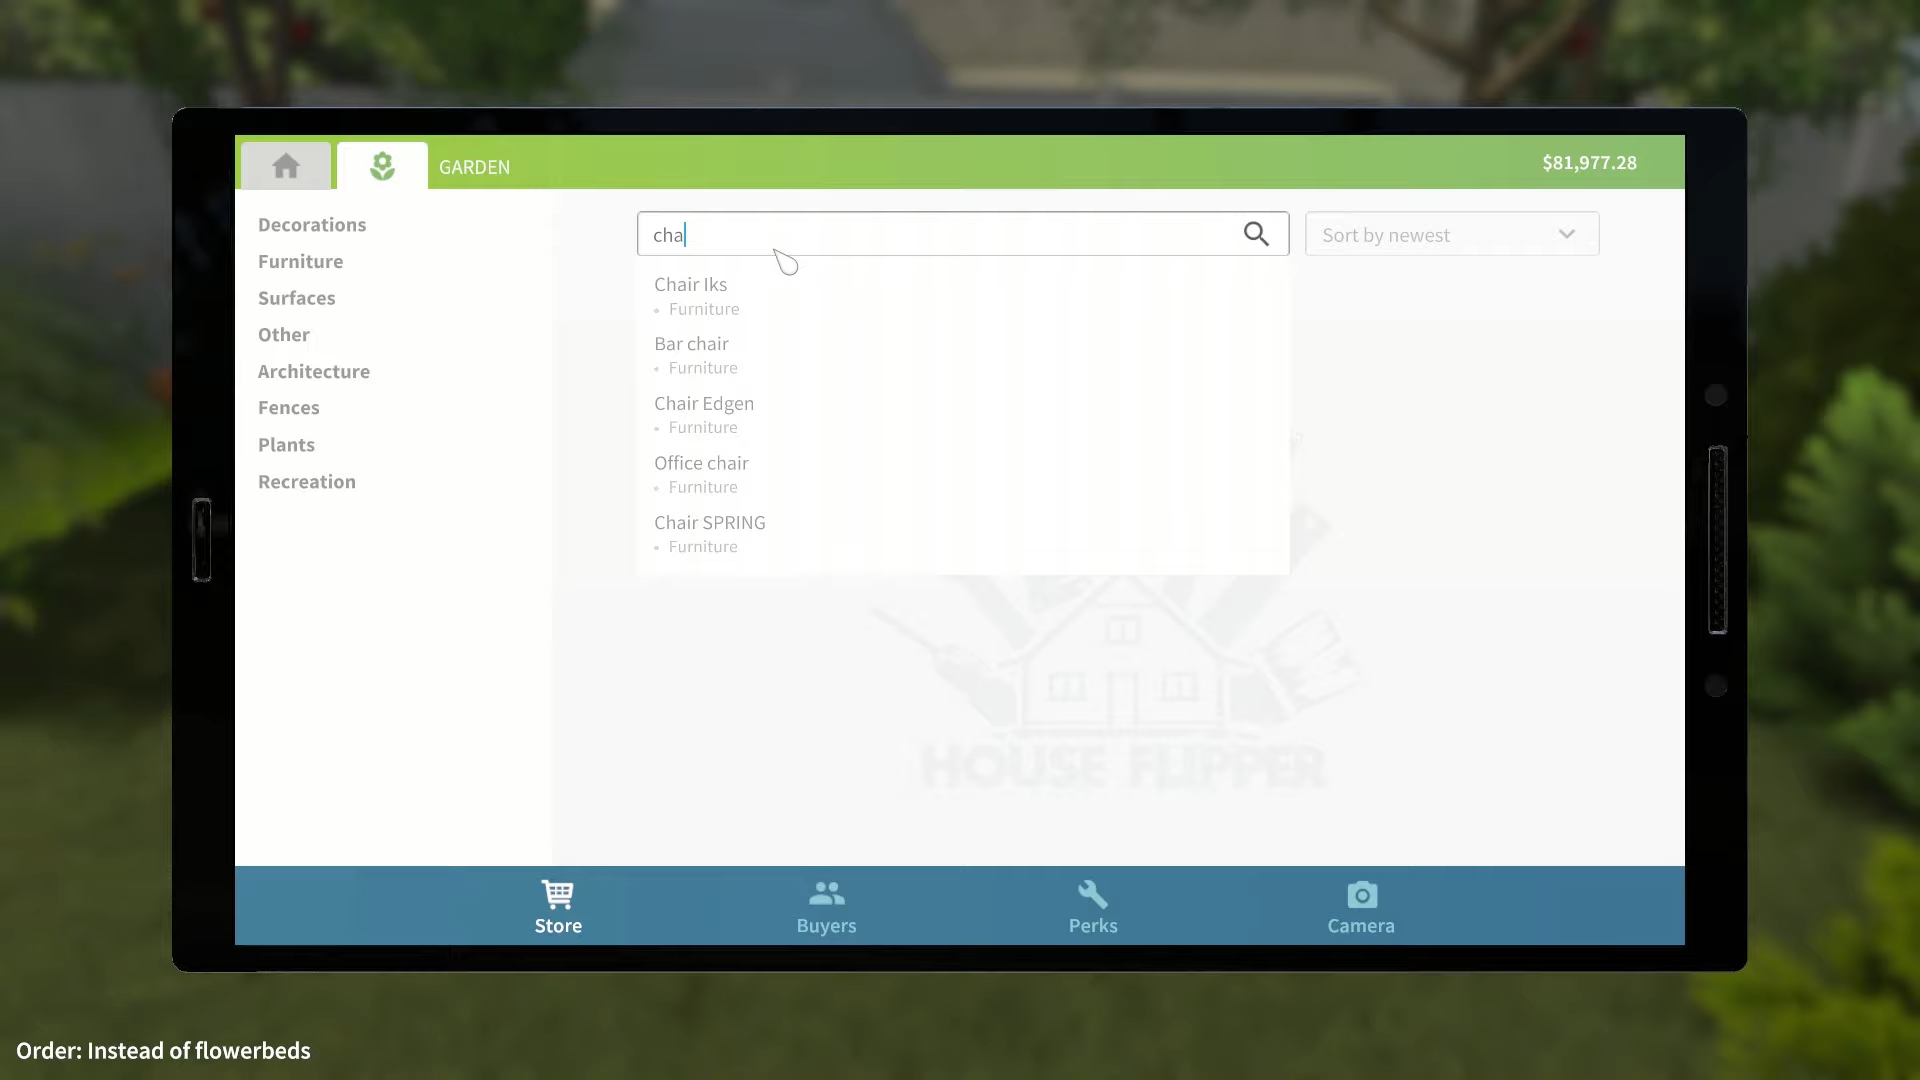 GARDEN
$81,977.28
Decorations
Furniture
Surfaces
Other
Architecture
Fences
Plants
Recreation
cha
Sort by newest
Chair Iks
• Furniture
Bar chair
• Furniture
Chair Edgen
• Furniture
Office chair
• Furniture
Chair SPRING
• Furniture
HOUSE FLIPPER
Store
Buyers
Perks
Camera
Order: Instead of flowerbeds